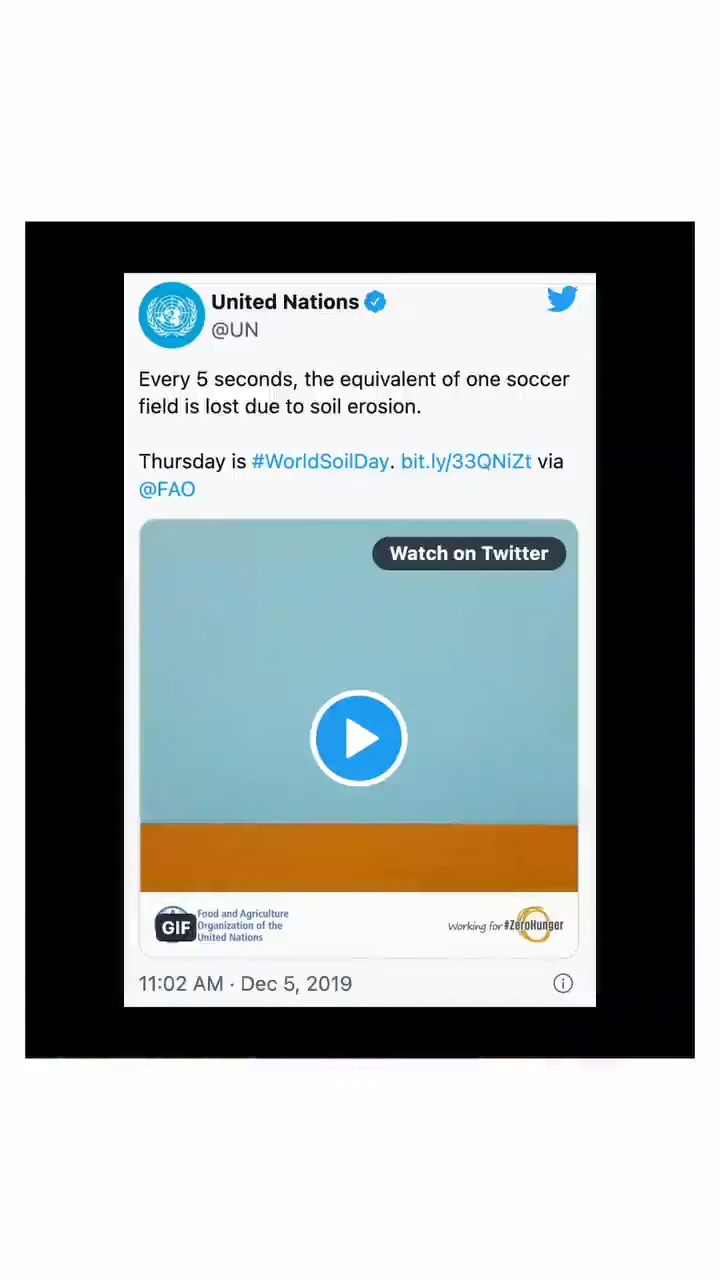 United Nations
@UN
Every 5 seconds, the equivalent of one soccer
field is lost due to soil erosion.
Thursday is #WorldSoilDay. bit.ly/33QNiZt via
@FAO
Watch on Twitter
GIF
Food and Agriculture
Organization of the
United Nations
Working for #ZeroHunger
11:02 AM · Dec 5, 2019